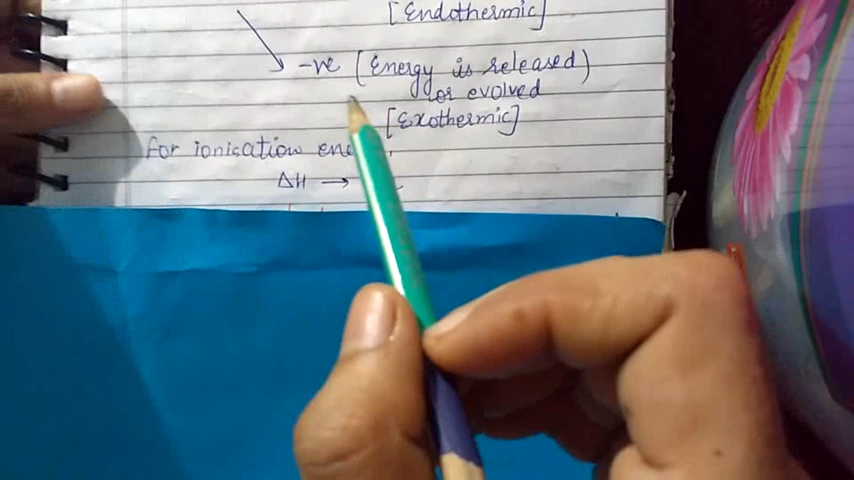 [Endothermic]
-ve (Energy is released)
or evolved
[Exothermic]
For ionisation
ΔH →